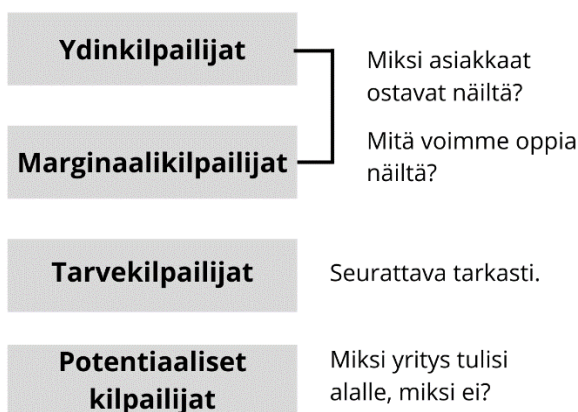 Ydinkilpailijat
Miksi asiakkaat
ostavat näiltä?
Mitä voimme oppia
näiltä?
Marginaalikilpailijat
Tarvekilpailijat
Seurattava tarkasti.
Potentiaaliset
kilpailijat
Miksi yritys tulisi
alalle, miksi ei?